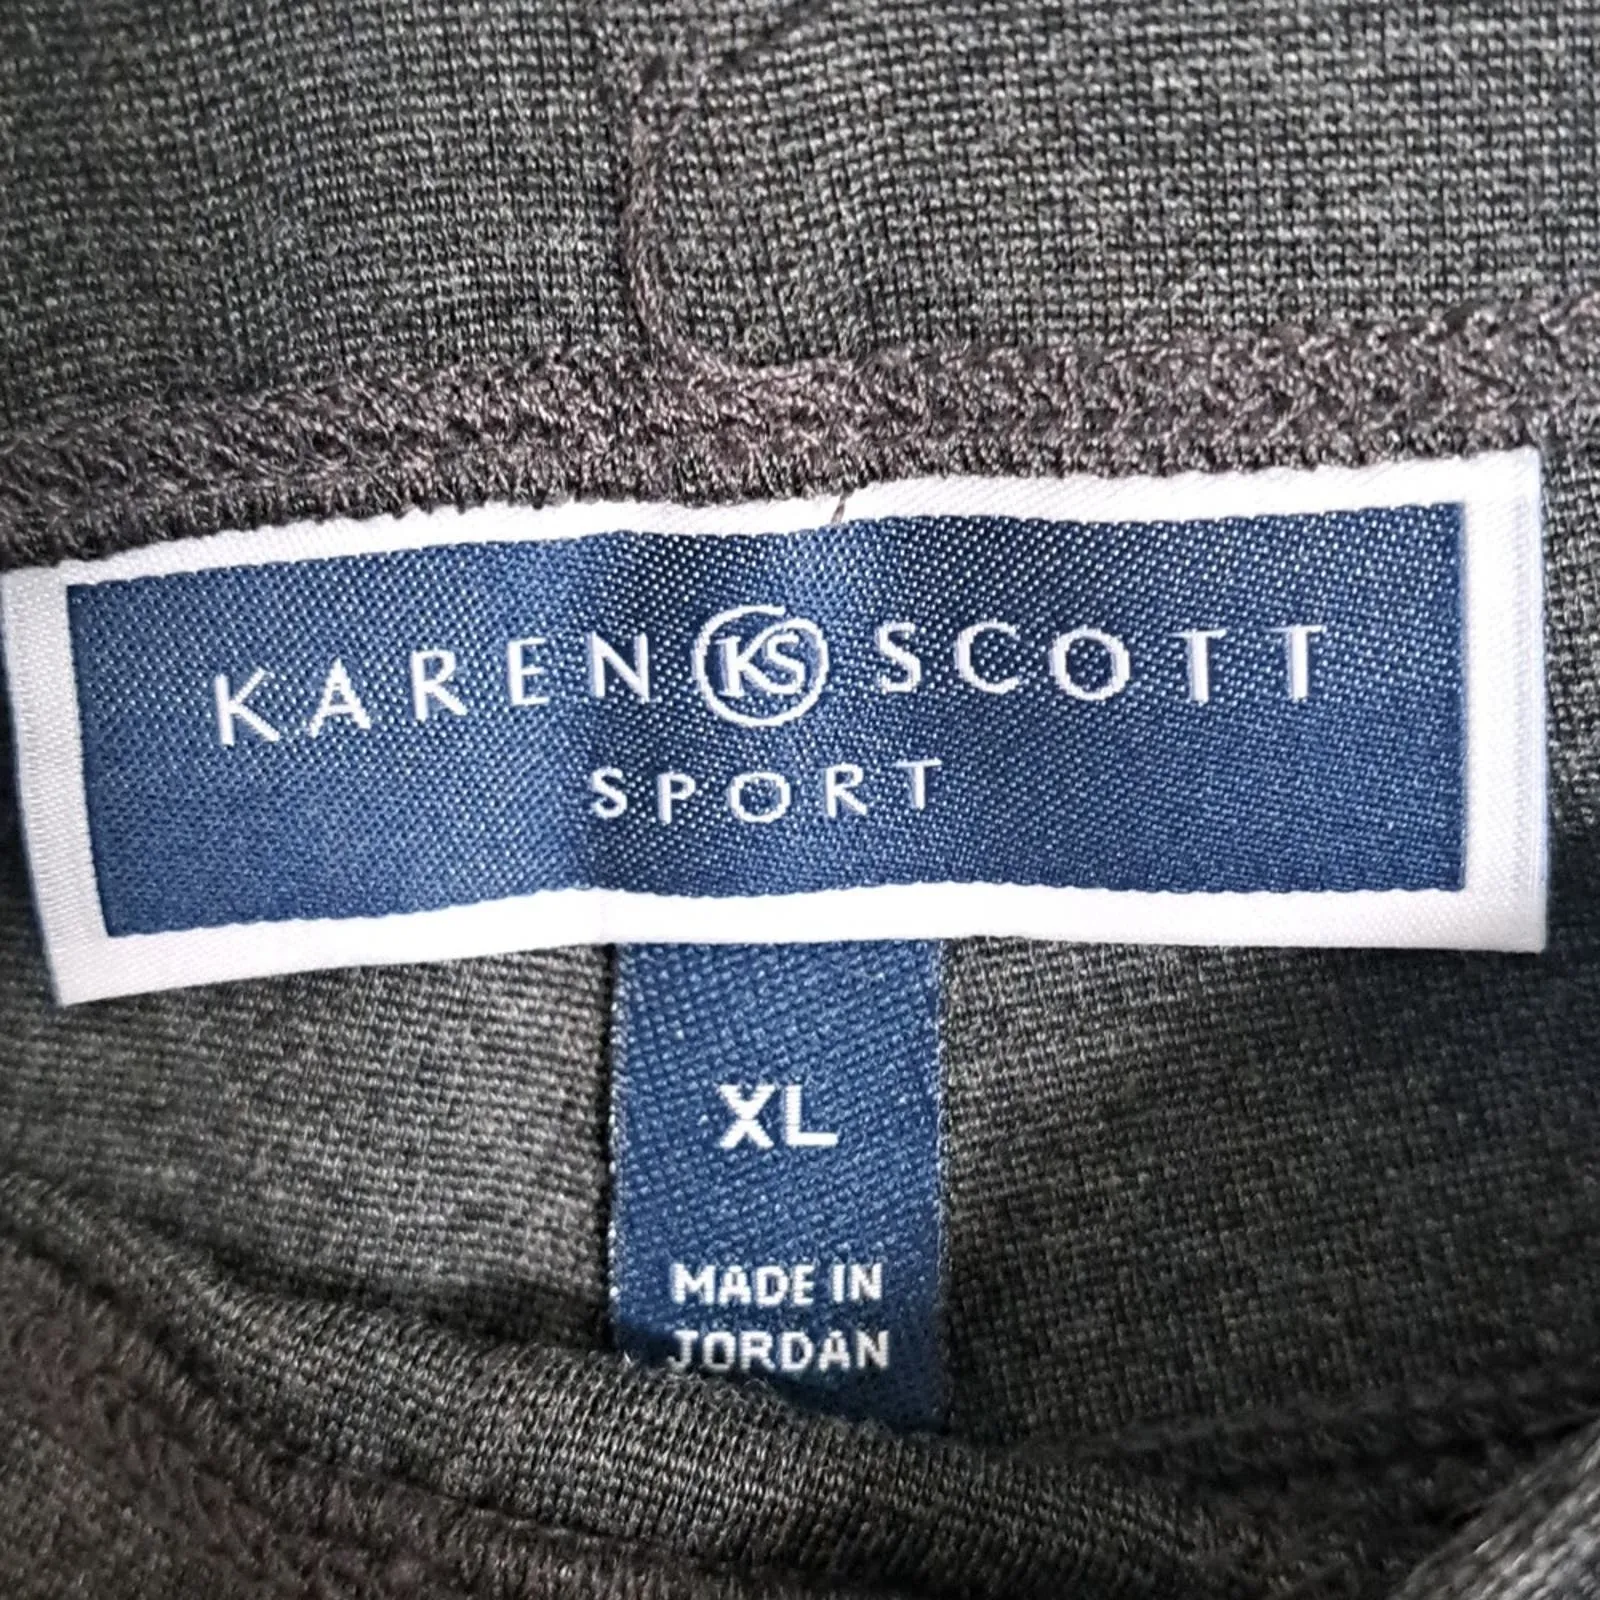 KAREN KS SCOTT
SPORT
XL
MADE IN
JORDAN